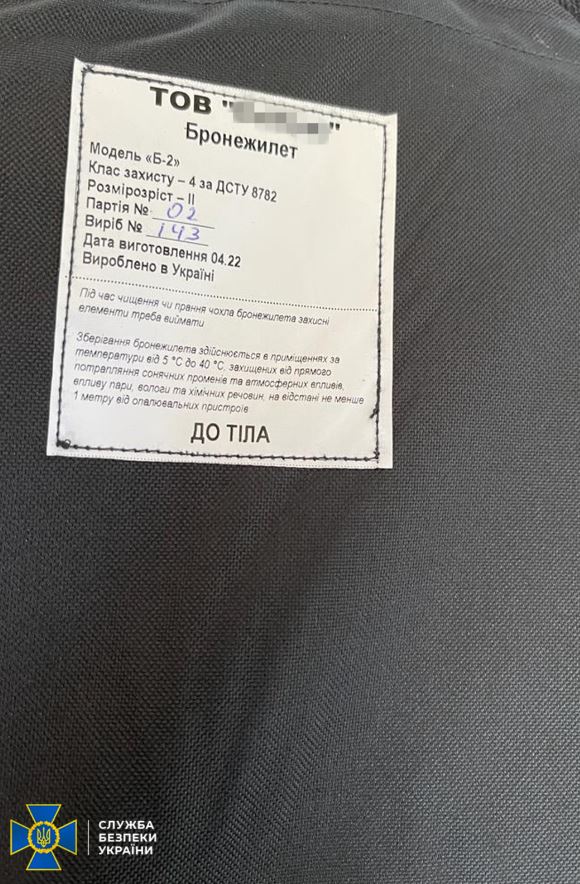 ТОВ " "
Бронежилет
Модель «Б-2»
Клас захисту – 4 за ДСТУ 8782
Розмірозріст – II
Партія № 02
Виріб № 143
Дата виготовлення 04.22
Вироблено в Україні
Під час чищення чи прання чохла бронежилета захисні
елементи треба виймати
Зберігання бронежилета здійснюється в приміщеннях за
температури від 5 °С до 40 °С, захищених від прямого
потрапляння сонячних променів та атмосферних впливів,
впливу пари, вологи та хімічних речовин, на відстані не менше
1 метру від опалювальних пристроїв
ДО ТІЛА
СЛУЖБА
БЕЗПЕКИ
УКРАЇНИ